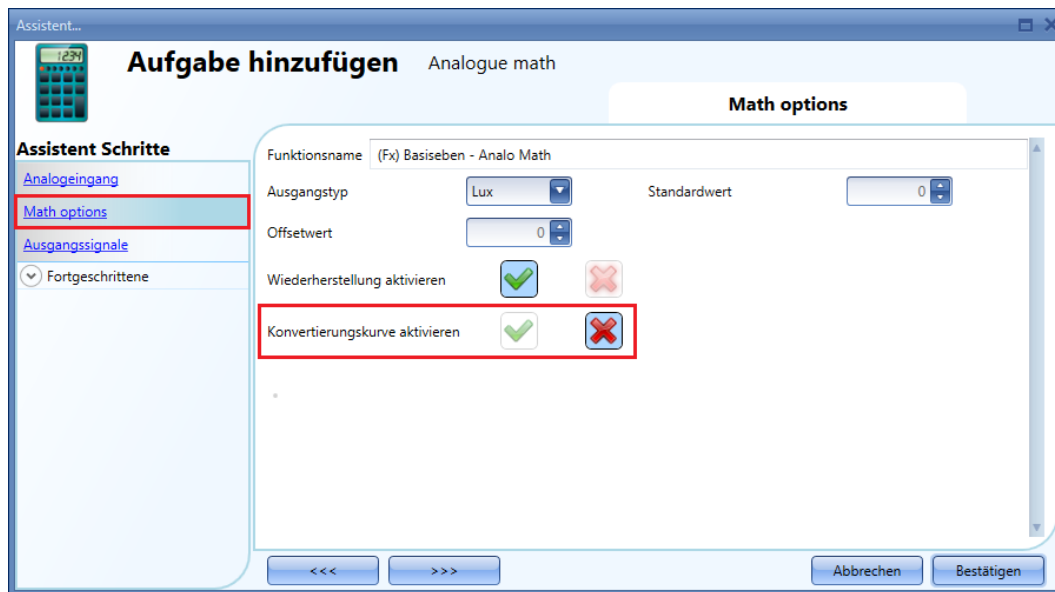 Assistent...
1234
Aufgabe hinzufügen Analogue math
Math options
Assistent Schritte
Analogeingang
Math options
Ausgangssignale
Fortgeschrittene
Funktionsname (Fx) Basiseben - Analo Math
Ausgangstyp Lux Standardwert 0
Offsetwert 0
Wiederherstellung aktivieren
Konvertierungskurve aktivieren
<<< >>> Abbrechen Bestätigen